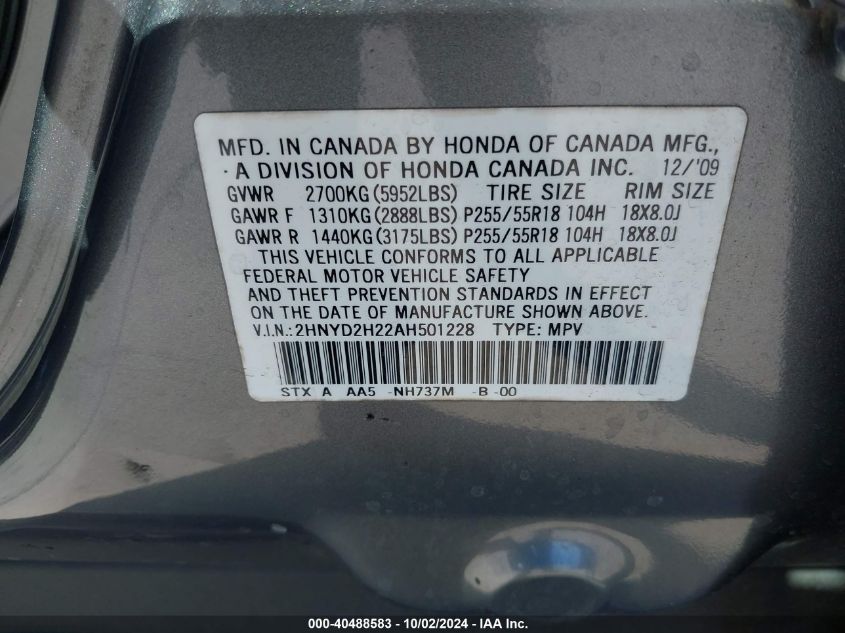 MFD. IN CANADA BY HONDA OF CANADA MFG.,
A DIVISION OF HONDA CANADA INC. 12/'09
GVWR 2700KG(5952LBS) TIRE SIZE RIM SIZE
GAWR F 1310KG(2888LBS) P255/55R18 104H 18X8.0J
GAWR R 1440KG(3175LBS) P255/55R18 104H 18X8.0J
THIS VEHICLE CONFORMS TO ALL APPLICABLE
FEDERAL MOTOR VEHICLE SAFETY
AND THEFT PREVENTION STANDARDS IN EFFECT
ON THE DATE OF MANUFACTURE SHOWN ABOVE.
V.I.N.:2HNYD2H22AH501228 TYPE: MPV
STX A AA5 -NH737M -B -00
000-40488583 - 10/02/2024 - IAA Inc.